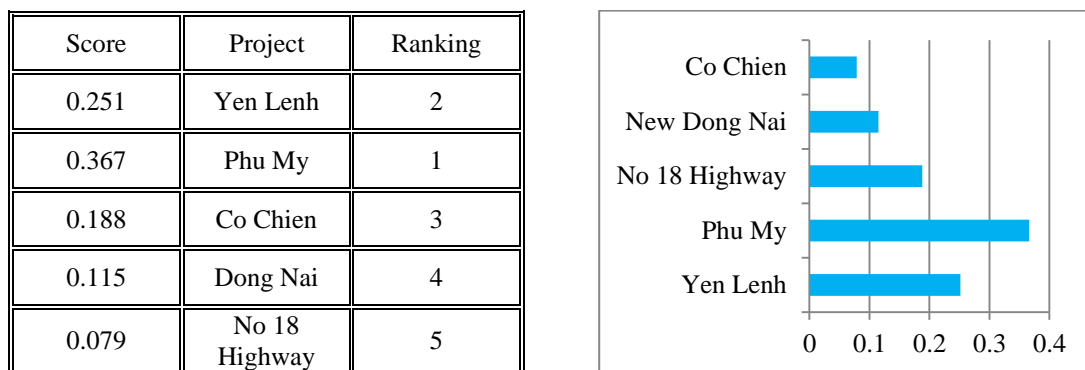 Score Project Ranking
0.251 Yen Lenh 2
0.367 Phu My 1
0.188 Co Chien 3
0.115 Dong Nai 4
0.079 No 18 Highway 5
Co Chien
New Dong Nai
No 18 Highway
Phu My
Yen Lenh
0 0.1 0.2 0.3 0.4